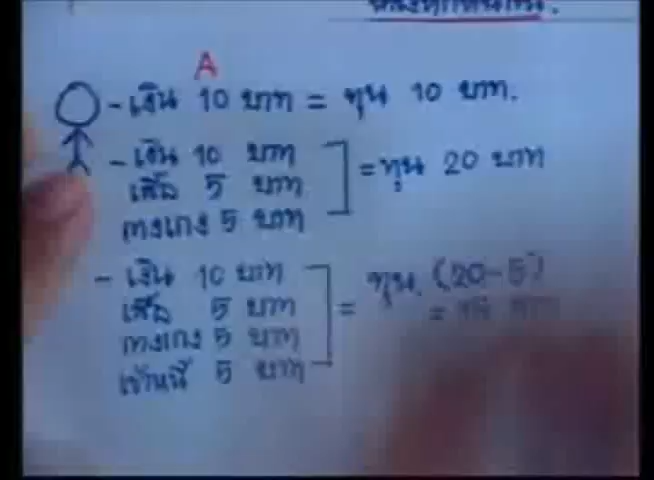 A
- เงิน 10 บาท = ทุน 10 บาท.
- เงิน 10 บาท
เสื้อ 5 บาท = ทุน 20 บาท
กางเกง 5 บาท
- เงิน 10 บาท
เสื้อ 5 บาท = ทุน (20-5)
กางเกง 5 บาท = 15 บาท
เจ้าหนี้ 5 บาท